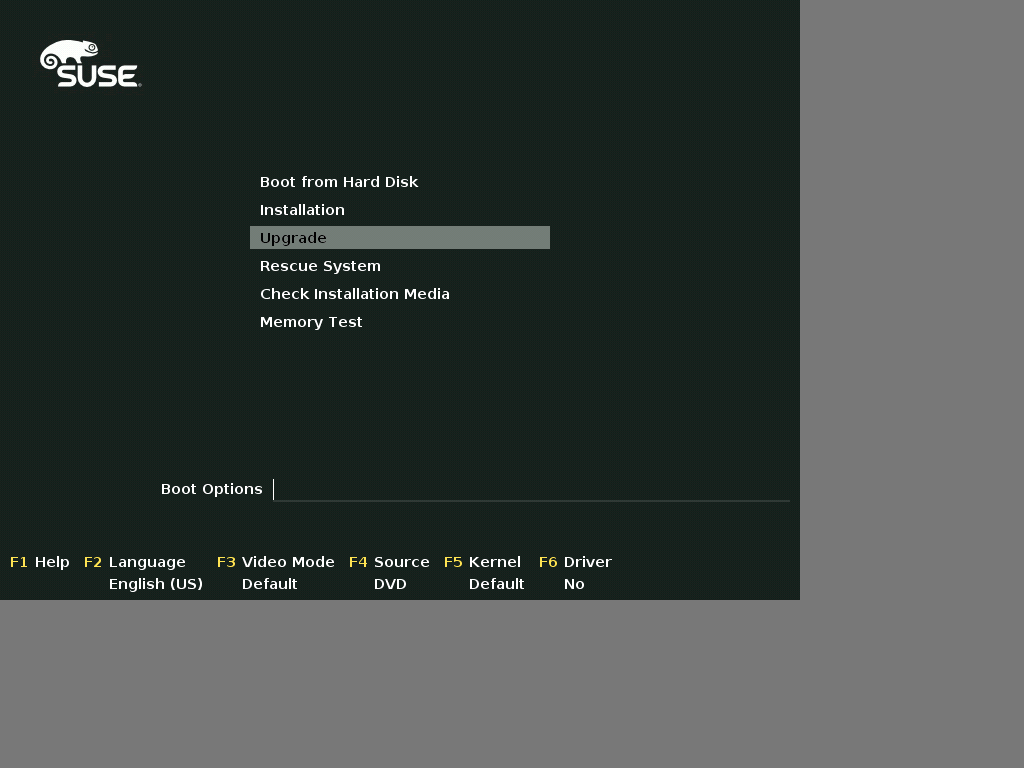 SUSE
Boot from Hard Disk
Installation
Upgrade
Rescue System
Check Installation Media
Memory Test
Boot Options
F1 Help F2 Language F3 Video Mode F4 Source F5 Kernel F6 Driver
English (US) Default DVD Default No